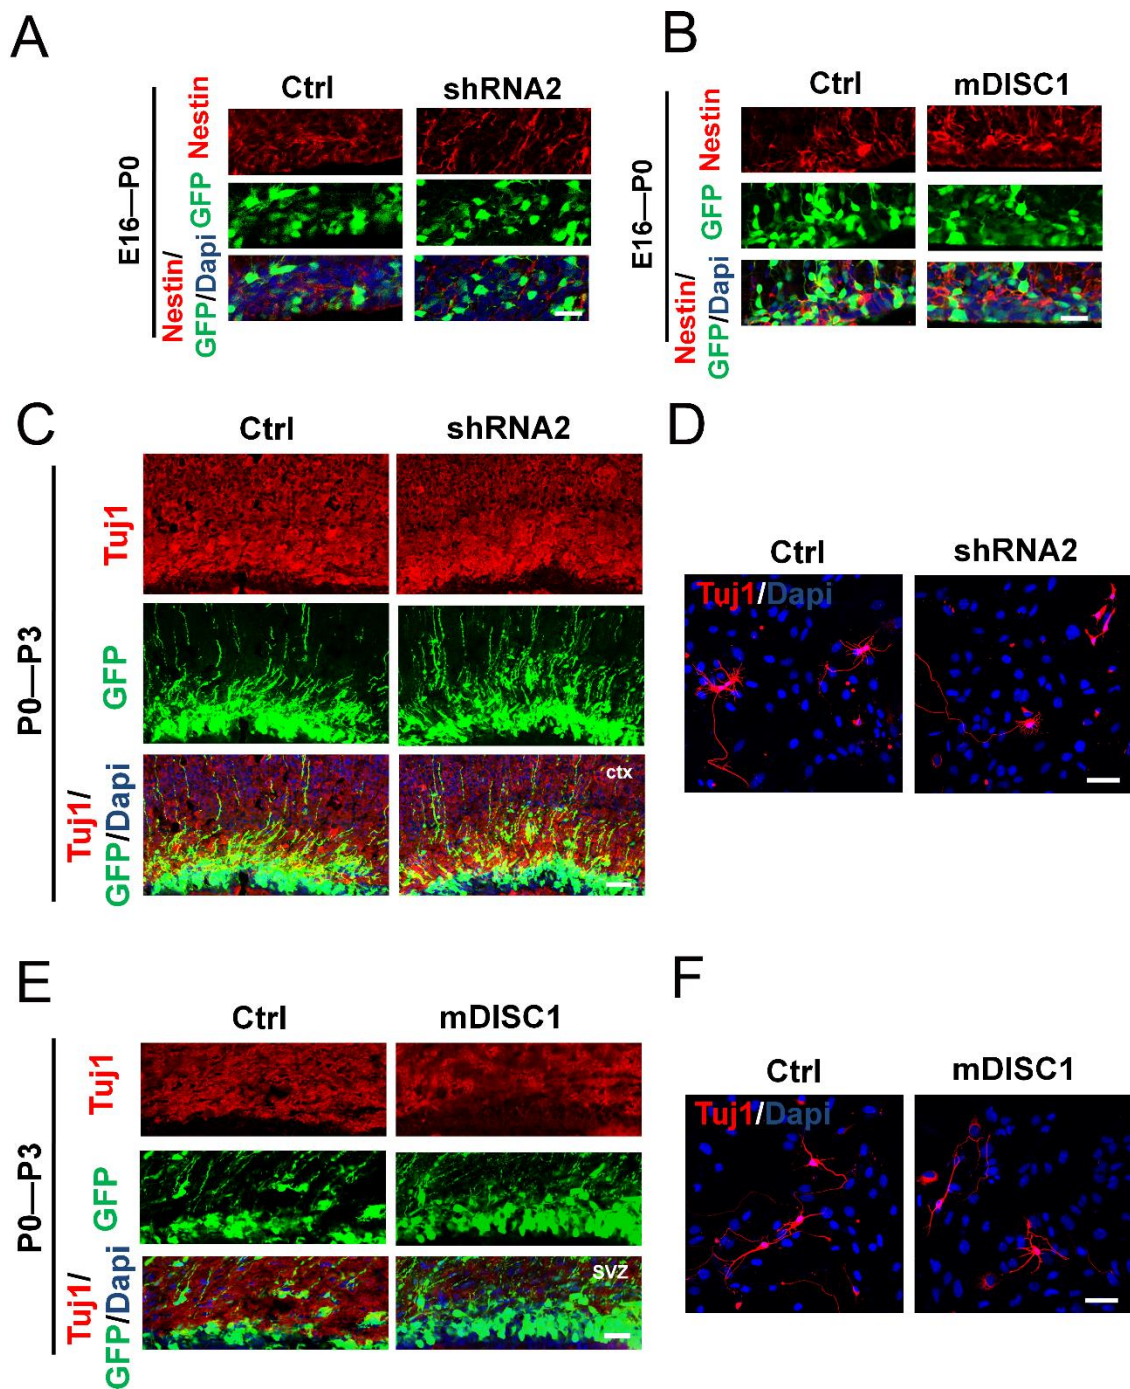 A
Ctrl
shRNA2
E16—P0
Nestin
GFP
Nestin/
GFP/Dapi
B
Ctrl
mDISC1
E16—P0
Nestin
GFP
Nestin/
GFP/Dapi
C
Ctrl
shRNA2
P0—P3
Tuj1
GFP
Tuj1/
GFP/Dapi
ctx
D
Ctrl
shRNA2
Tuj1/Dapi
E
Ctrl
mDISC1
P0—P3
Tuj1
GFP
Tuj1/
GFP/Dapi
SVZ
F
Ctrl
mDISC1
Tuj1/Dapi